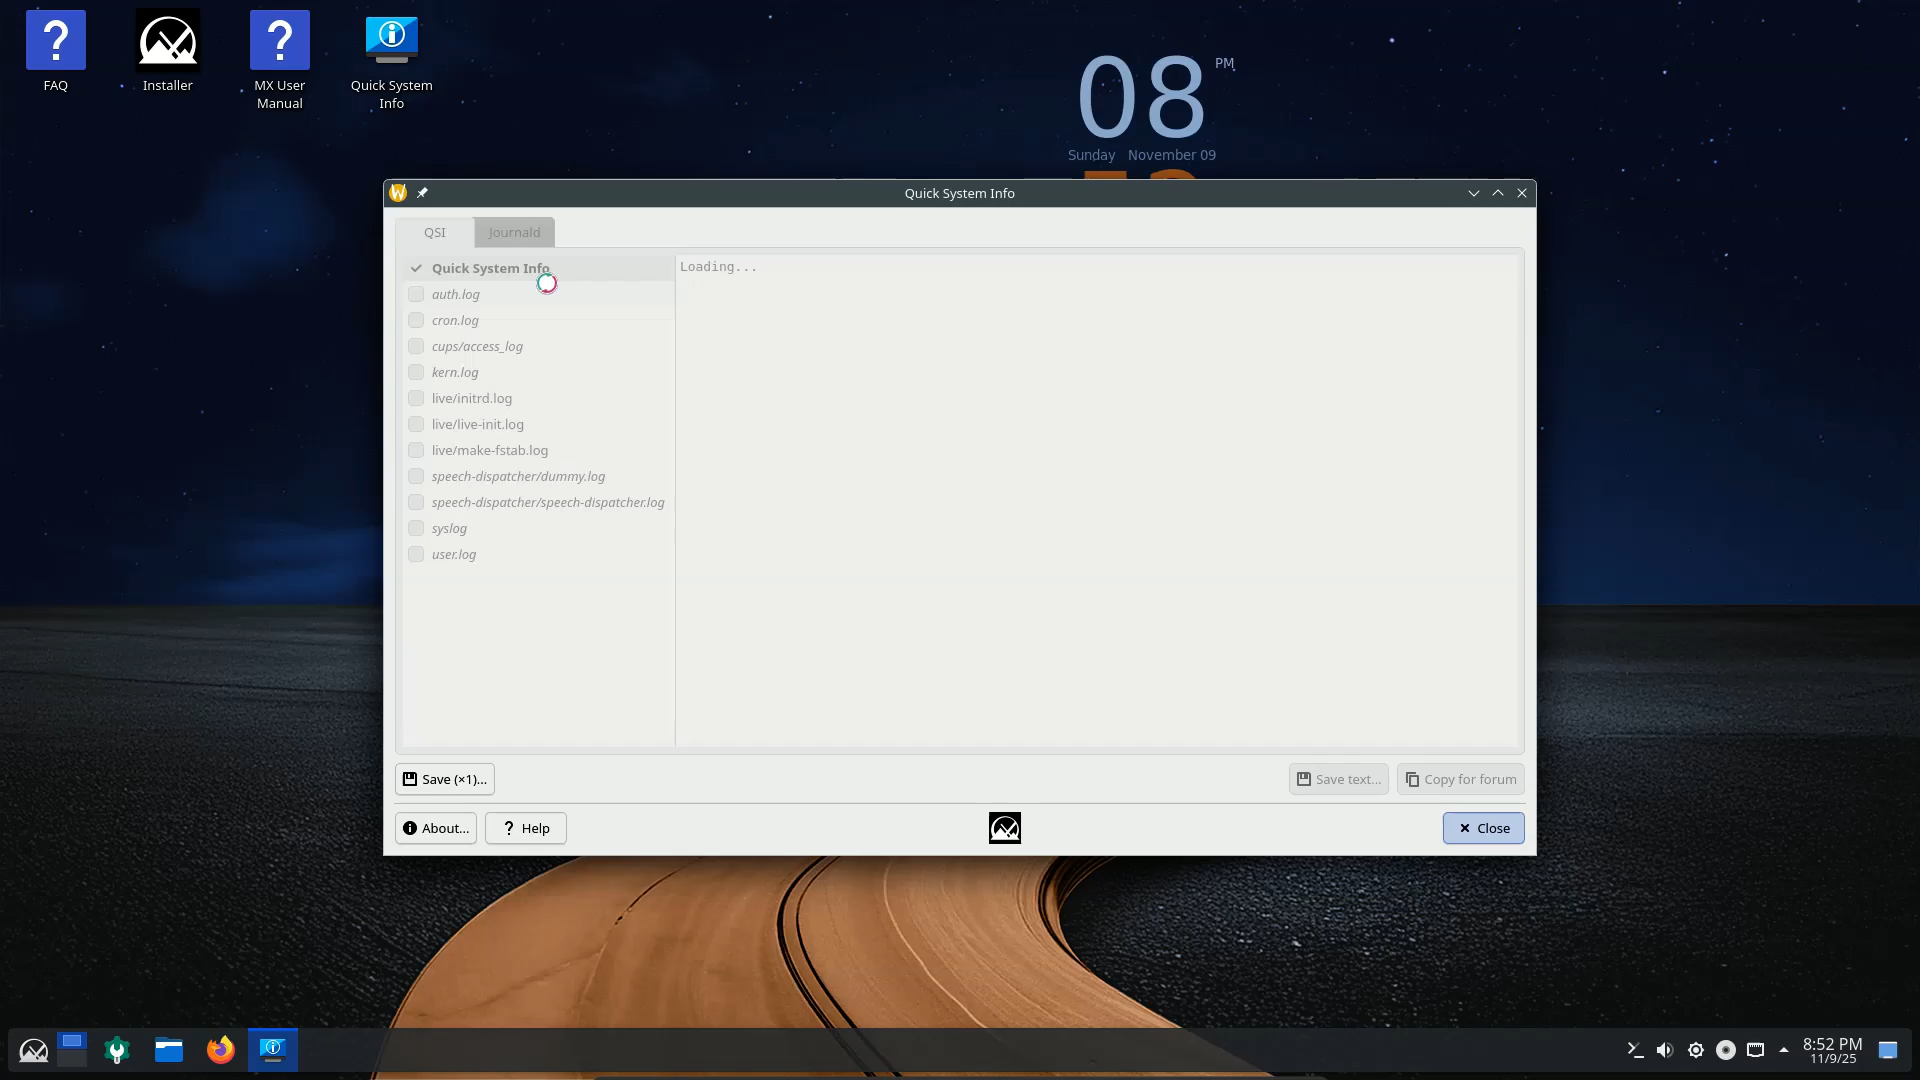 FAQ
Installer
MX User
Manual
Quick System
Info
08 PM
Sunday November 09
Quick System Info
QSI
Journald
Quick System Info
auth.log
cron.log
cups/access_log
kern.log
live/initrd.log
live/live-init.log
live/make-fstab.log
speech-dispatcher/dummy.log
speech-dispatcher/speech-dispatcher.log
syslog
user.log
Loading...
Save (×1)...
Save text...
Copy for forum
About...
? Help
Close
8:52 PM
11/9/25